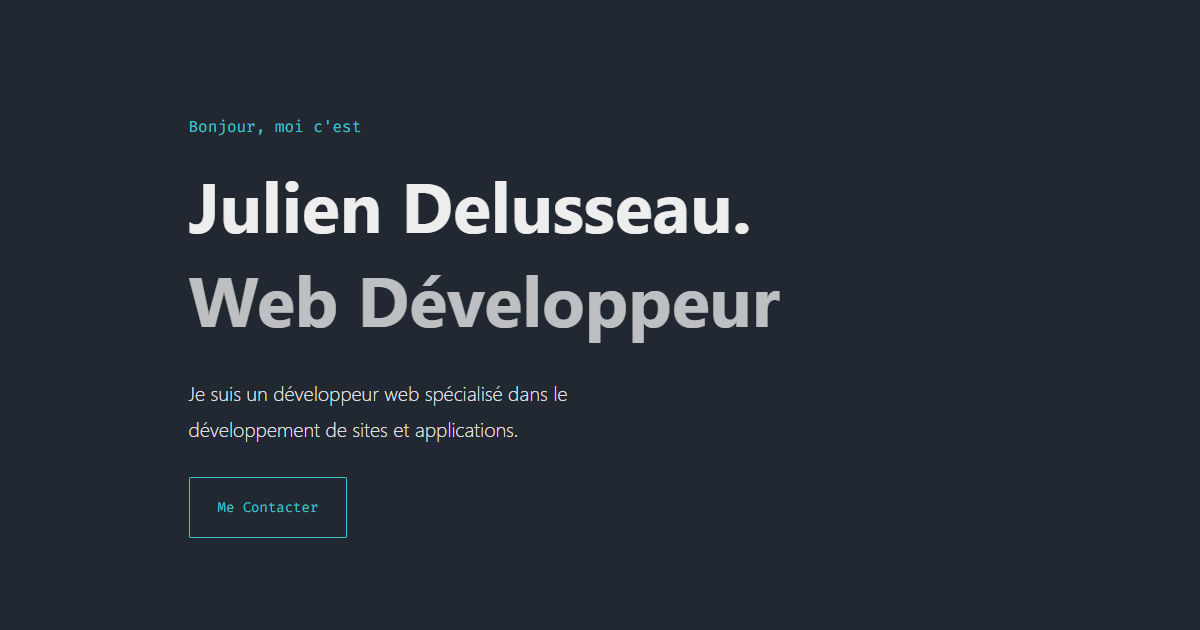 Bonjour, moi c'est
Julien Delusseau.
Web Développeur
Je suis un développeur web spécialisé dans le
développement de sites et applications.
Me Contacter